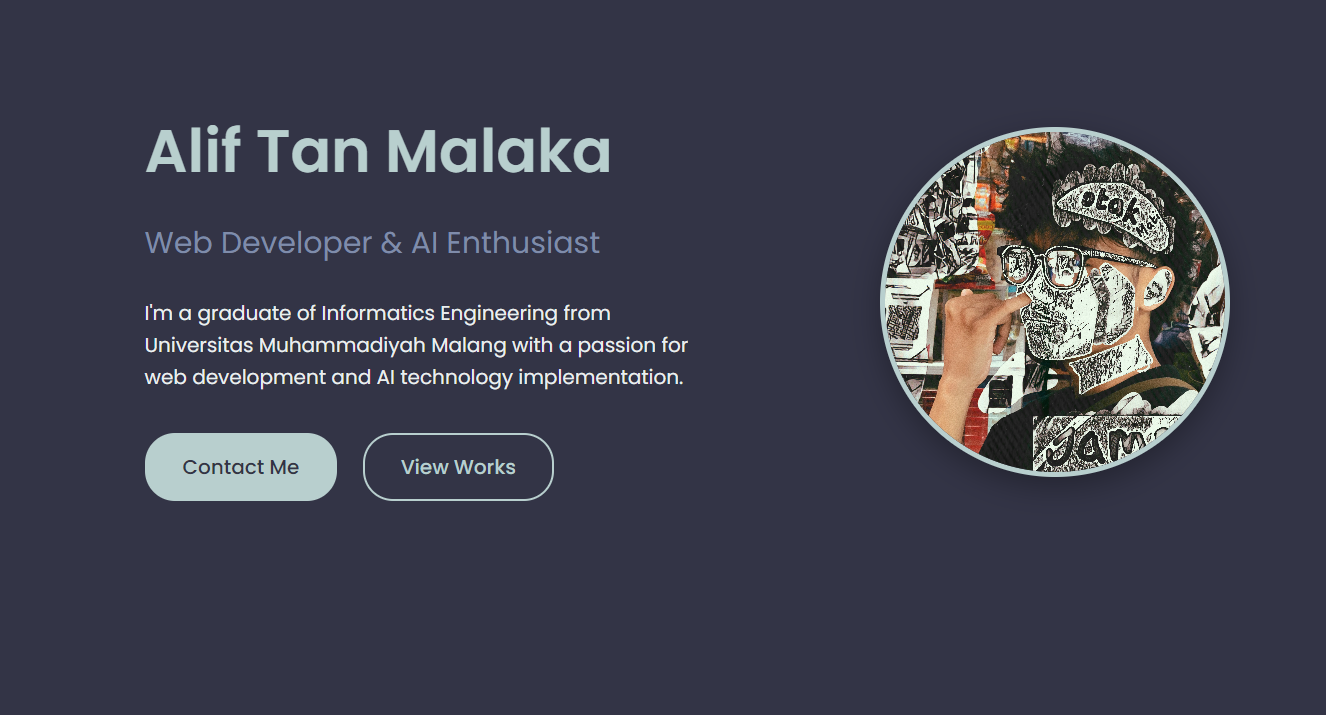 Alif Tan Malaka
Web Developer & AI Enthusiast
I'm a graduate of Informatics Engineering from
Universitas Muhammadiyah Malang with a passion for
web development and AI technology implementation.
Contact Me
View Works
otak